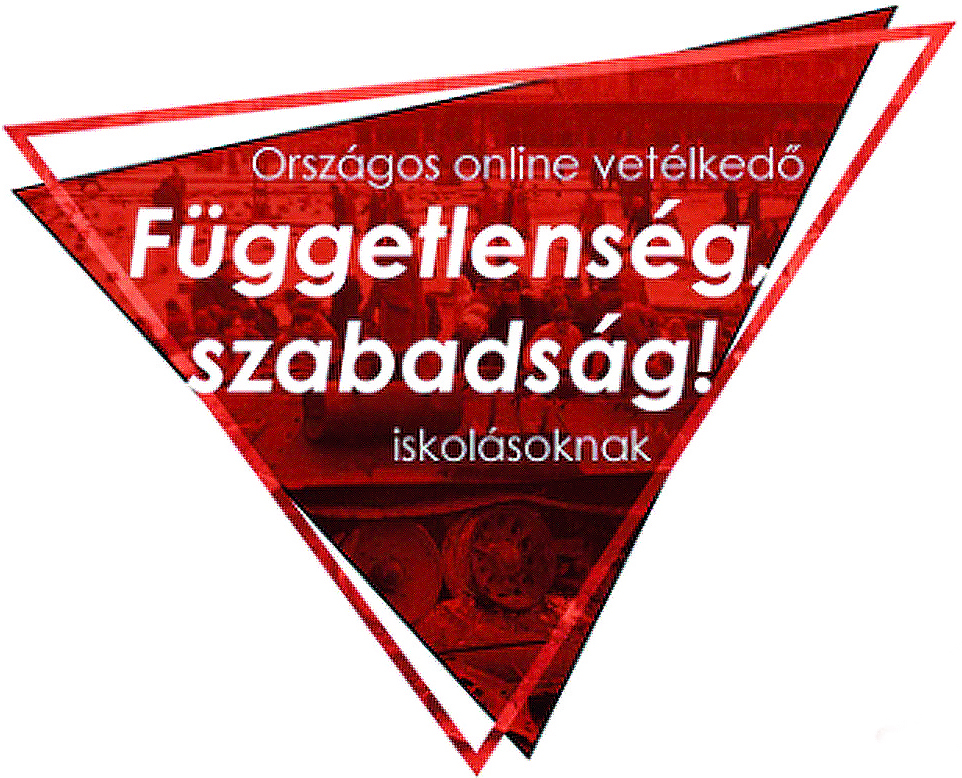 Országos online vetélkedő
Függetlenség,
szabadság!
iskolásoknak